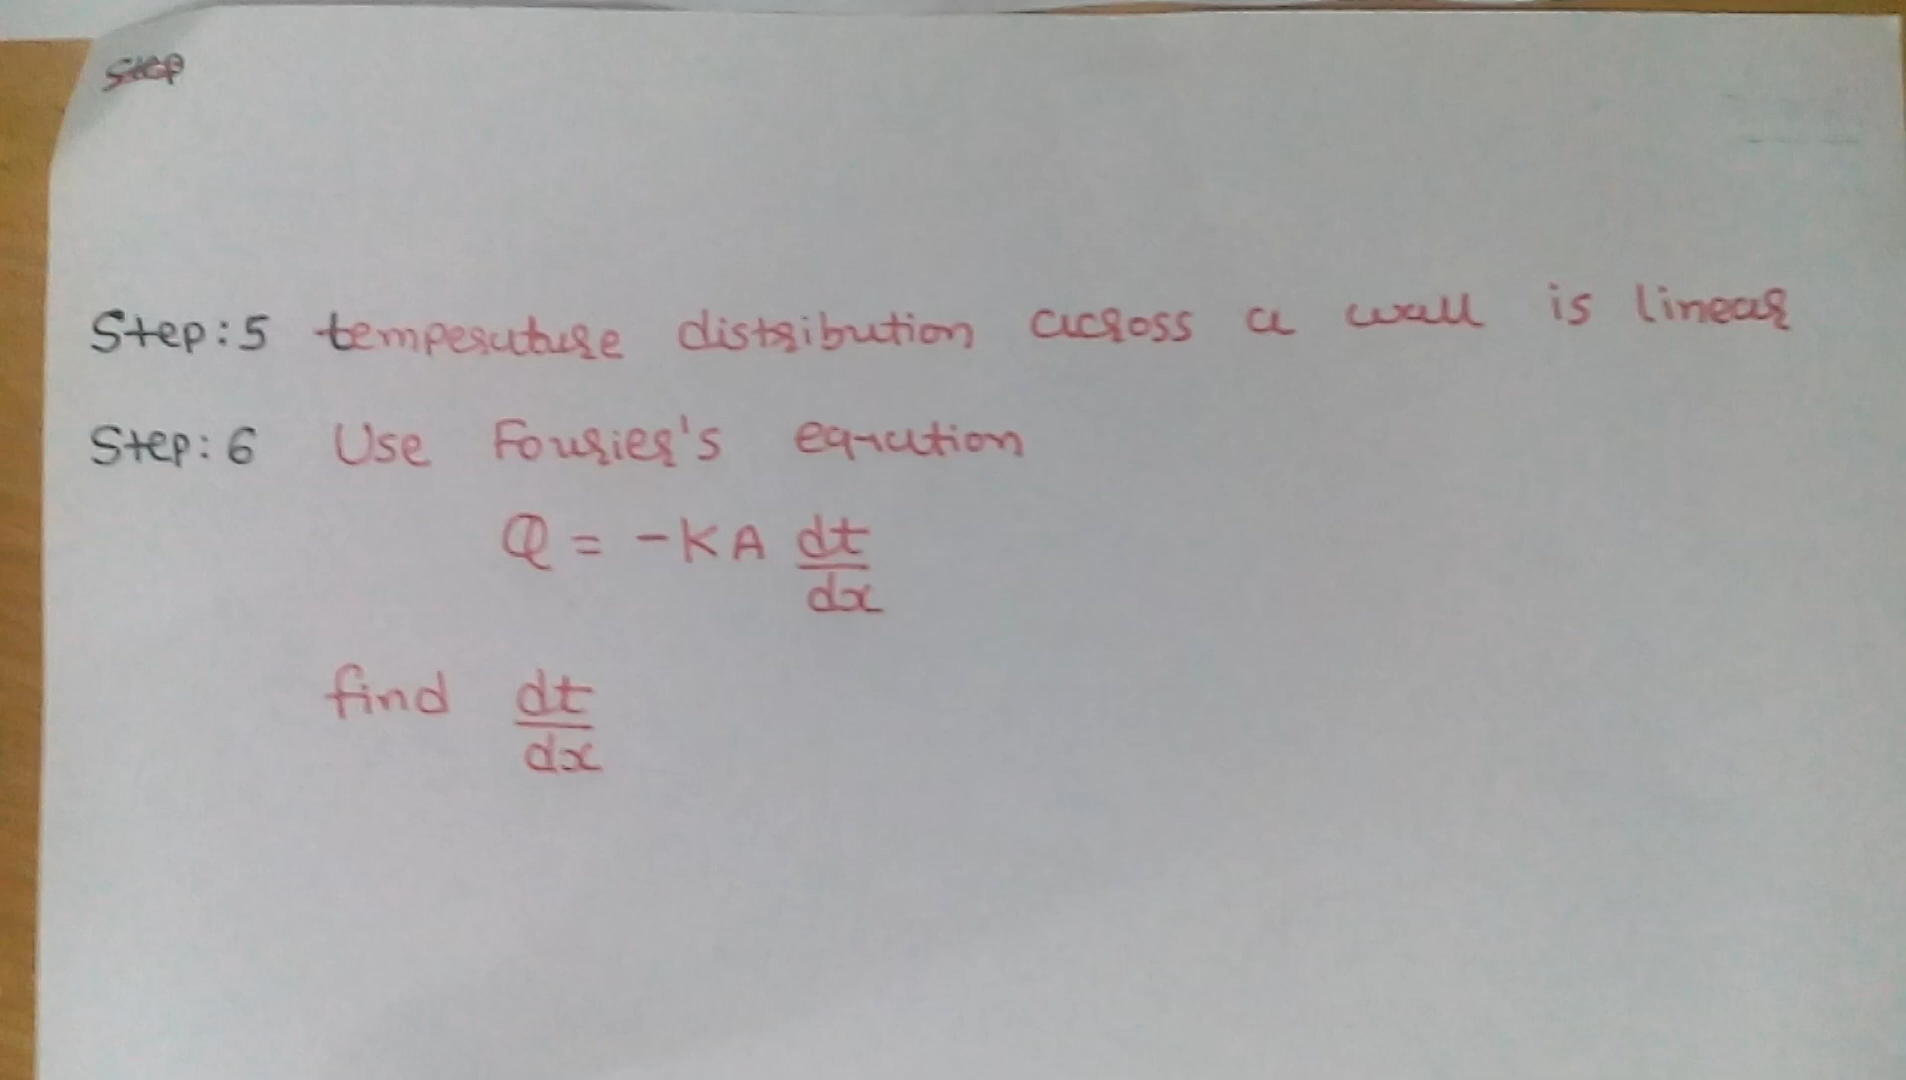 Step
Step:5 temperature distribution across a wall is linear
Step:6 Use Fourier's equation
Q = -KA dt/dx
find dt/dx